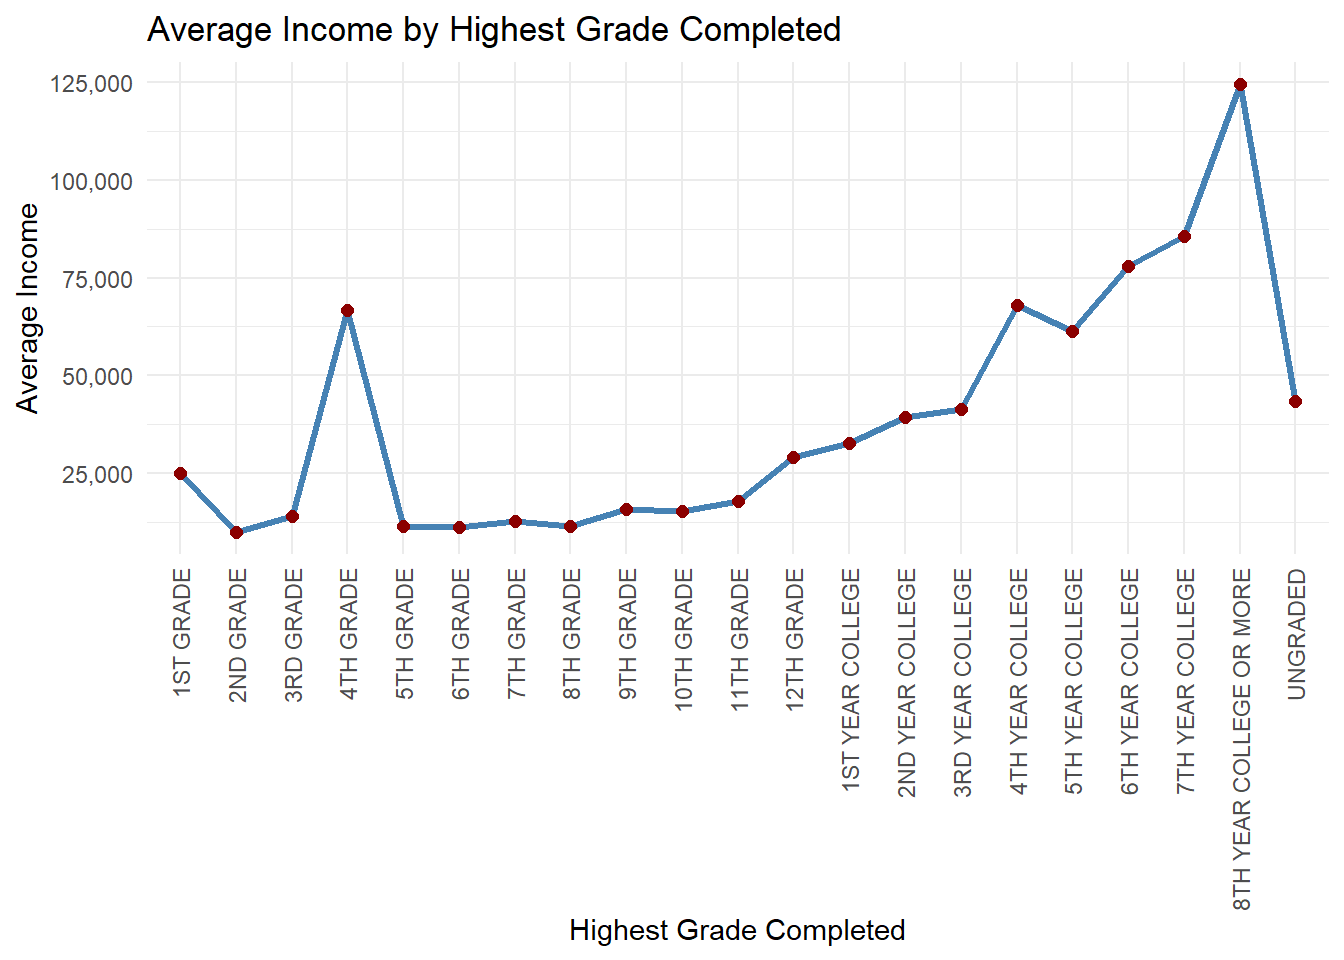 Average Income by Highest Grade Completed
125,000
100,000
75,000
50,000
25,000
Average Income
1ST GRADE
2ND GRADE
3RD GRADE
4TH GRADE
5TH GRADE
6TH GRADE
7TH GRADE
8TH GRADE
9TH GRADE
10TH GRADE
11TH GRADE
12TH GRADE
1ST YEAR COLLEGE
2ND YEAR COLLEGE
3RD YEAR COLLEGE
4TH YEAR COLLEGE
5TH YEAR COLLEGE
6TH YEAR COLLEGE
7TH YEAR COLLEGE
8TH YEAR COLLEGE OR MORE
UNGRADED
Highest Grade Completed